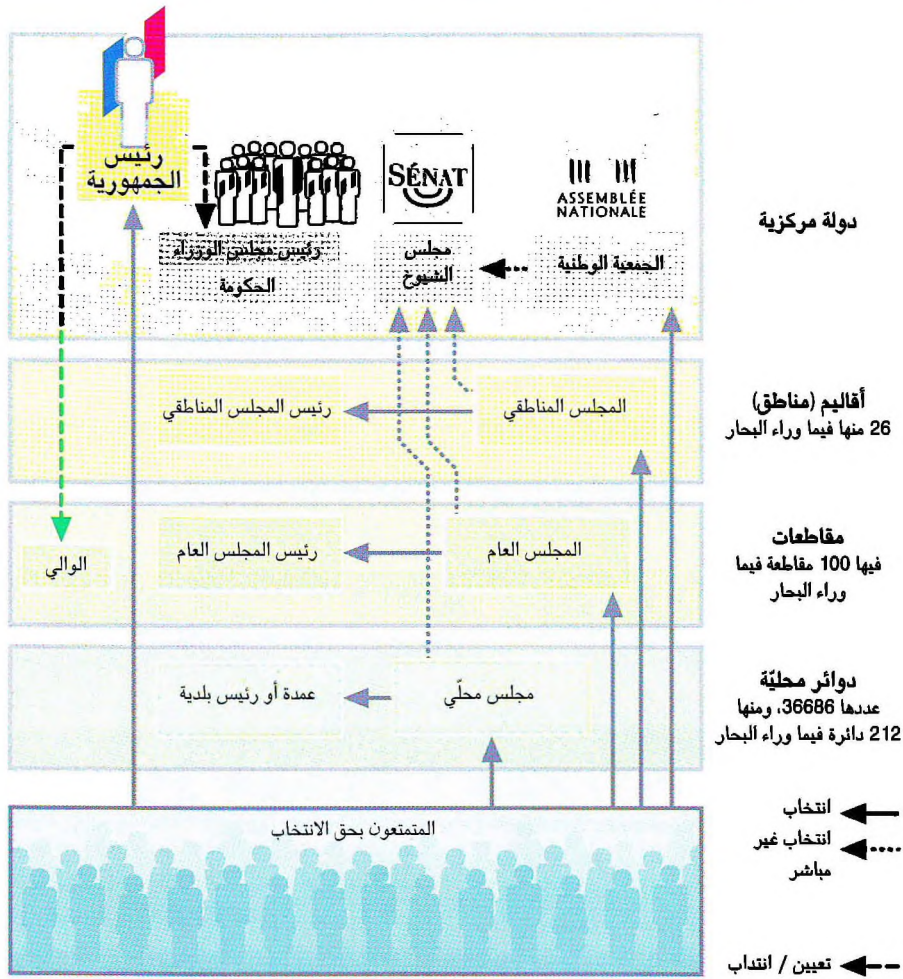 رئيس
الجمهورية
SÉNAT
ASSEMBLÉE
NATIONALE
دولة مركزية
رئيس مجلس الوزراء
الحكومة
مجلس
الشيوخ
الجمعية الوطنية
أقاليم (مناطق)
26 منها فيما وراء البحار
المجلس المناطقي
رئيس المجلس المناطقي
مقاطعات
فيها 100 مقاطعة فيما
وراء البحار
المجلس العام
رئيس المجلس العام
الوالي
دوائر محليّة
عددها 36686، ومنها
212 دائرة فيما وراء البحار
مجلس محلّي
عمدة أو رئيس بلدية
المتمتعون بحق الانتخاب
انتخاب
انتخاب غير
مباشر
تعيين / انتداب